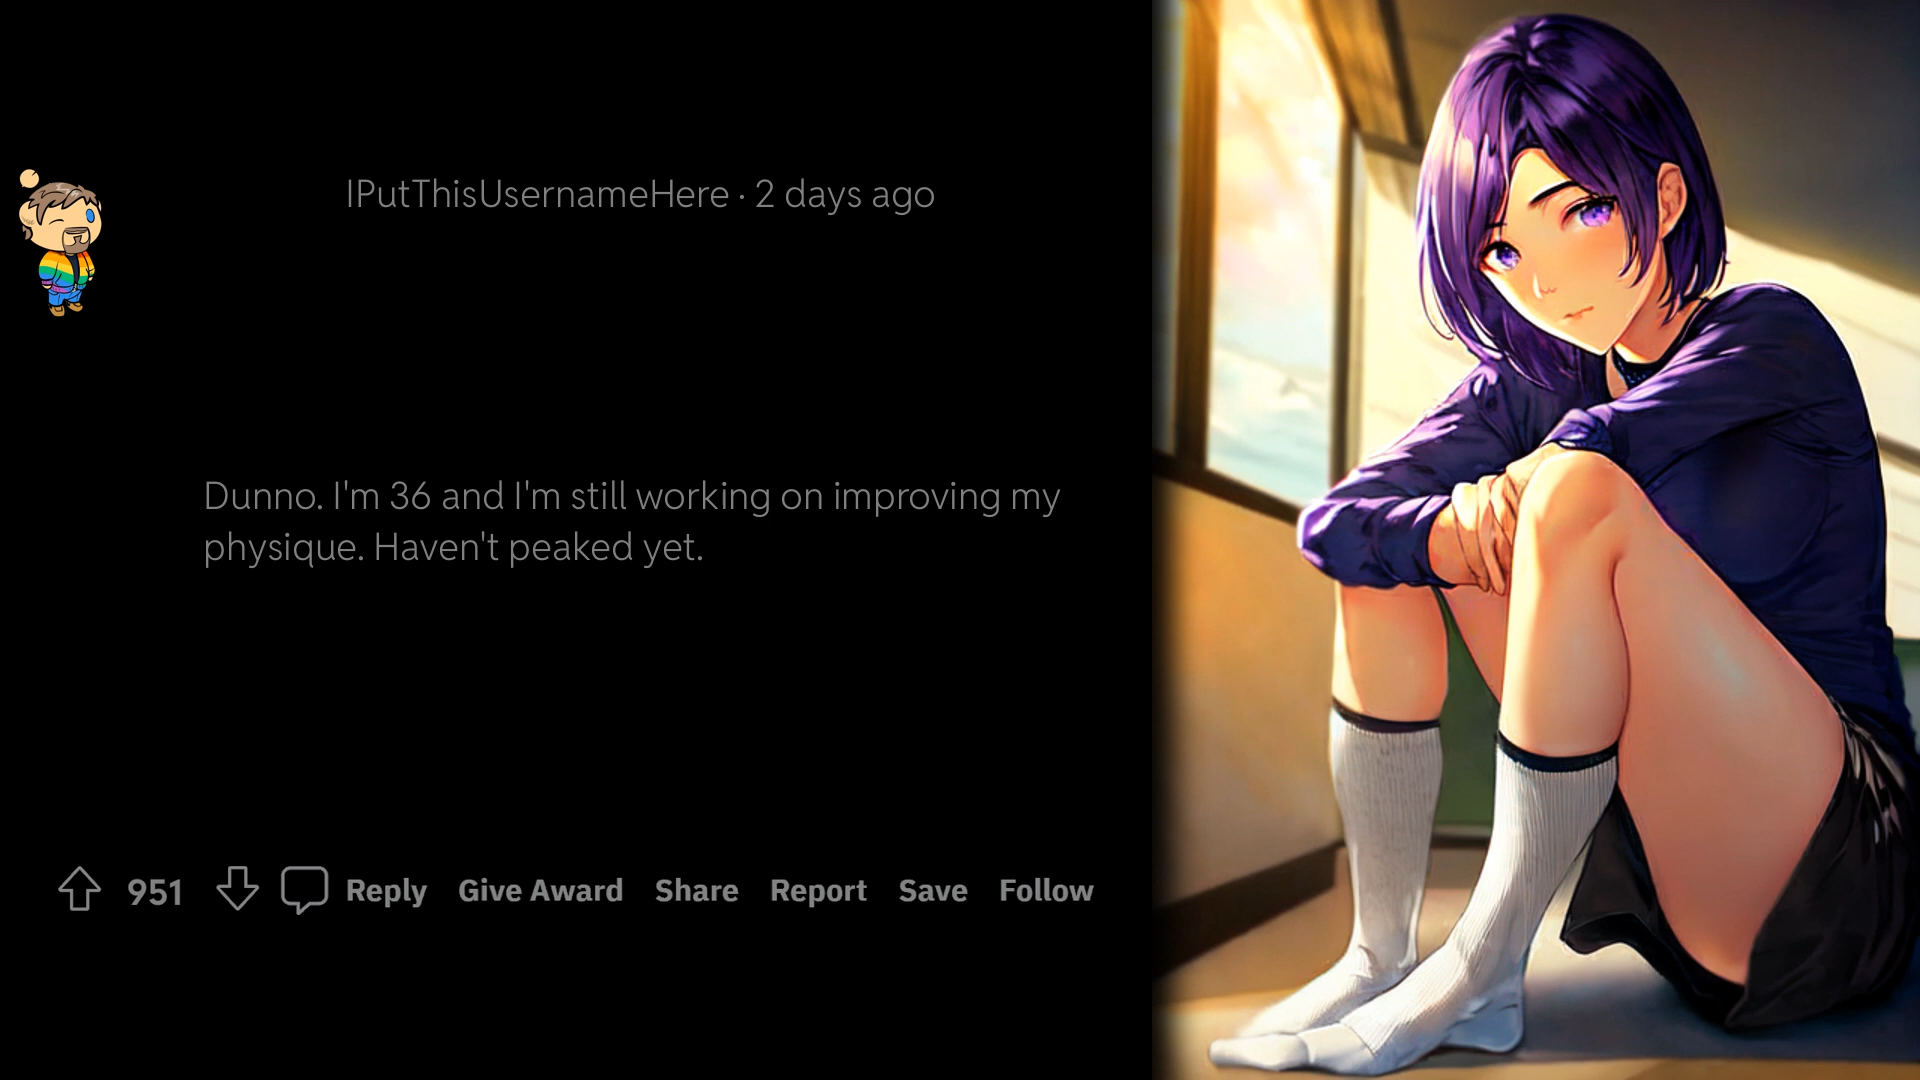 IPutThisUsernameHere · 2 days ago
Dunno. I'm 36 and I'm still working on improving my
physique. Haven't peaked yet.
951 Reply Give Award Share Report Save Follow